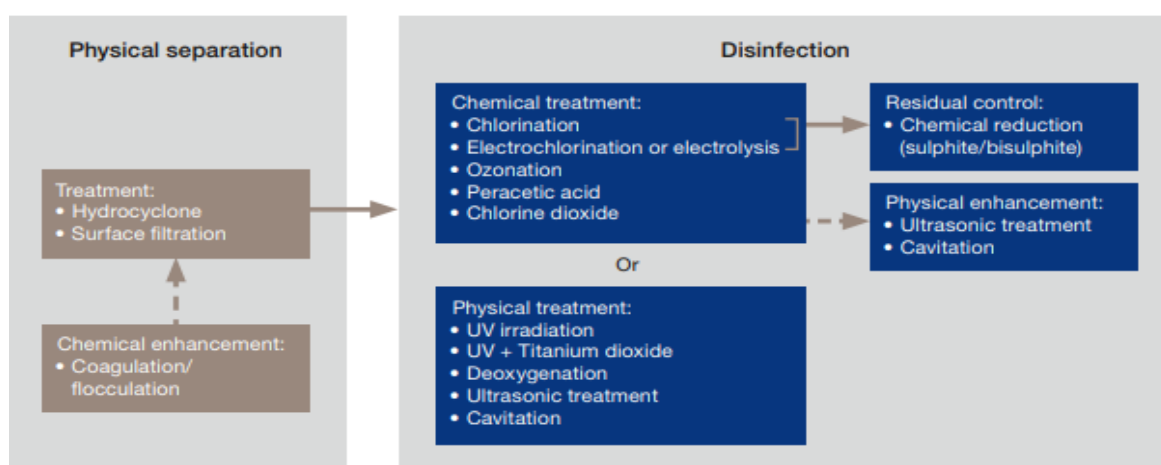 Physical separation
Treatment:
• Hydrocyclone
• Surface filtration
Chemical enhancement:
• Coagulation/
flocculation
Disinfection
Chemical treatment:
• Chlorination
• Electrochlorination or electrolysis
• Ozonation
• Peracetic acid
• Chlorine dioxide
Or
Physical treatment:
• UV irradiation
• UV + Titanium dioxide
• Deoxygenation
• Ultrasonic treatment
• Cavitation
Residual control:
• Chemical reduction
(sulphite/bisulphite)
Physical enhancement:
• Ultrasonic treatment
• Cavitation